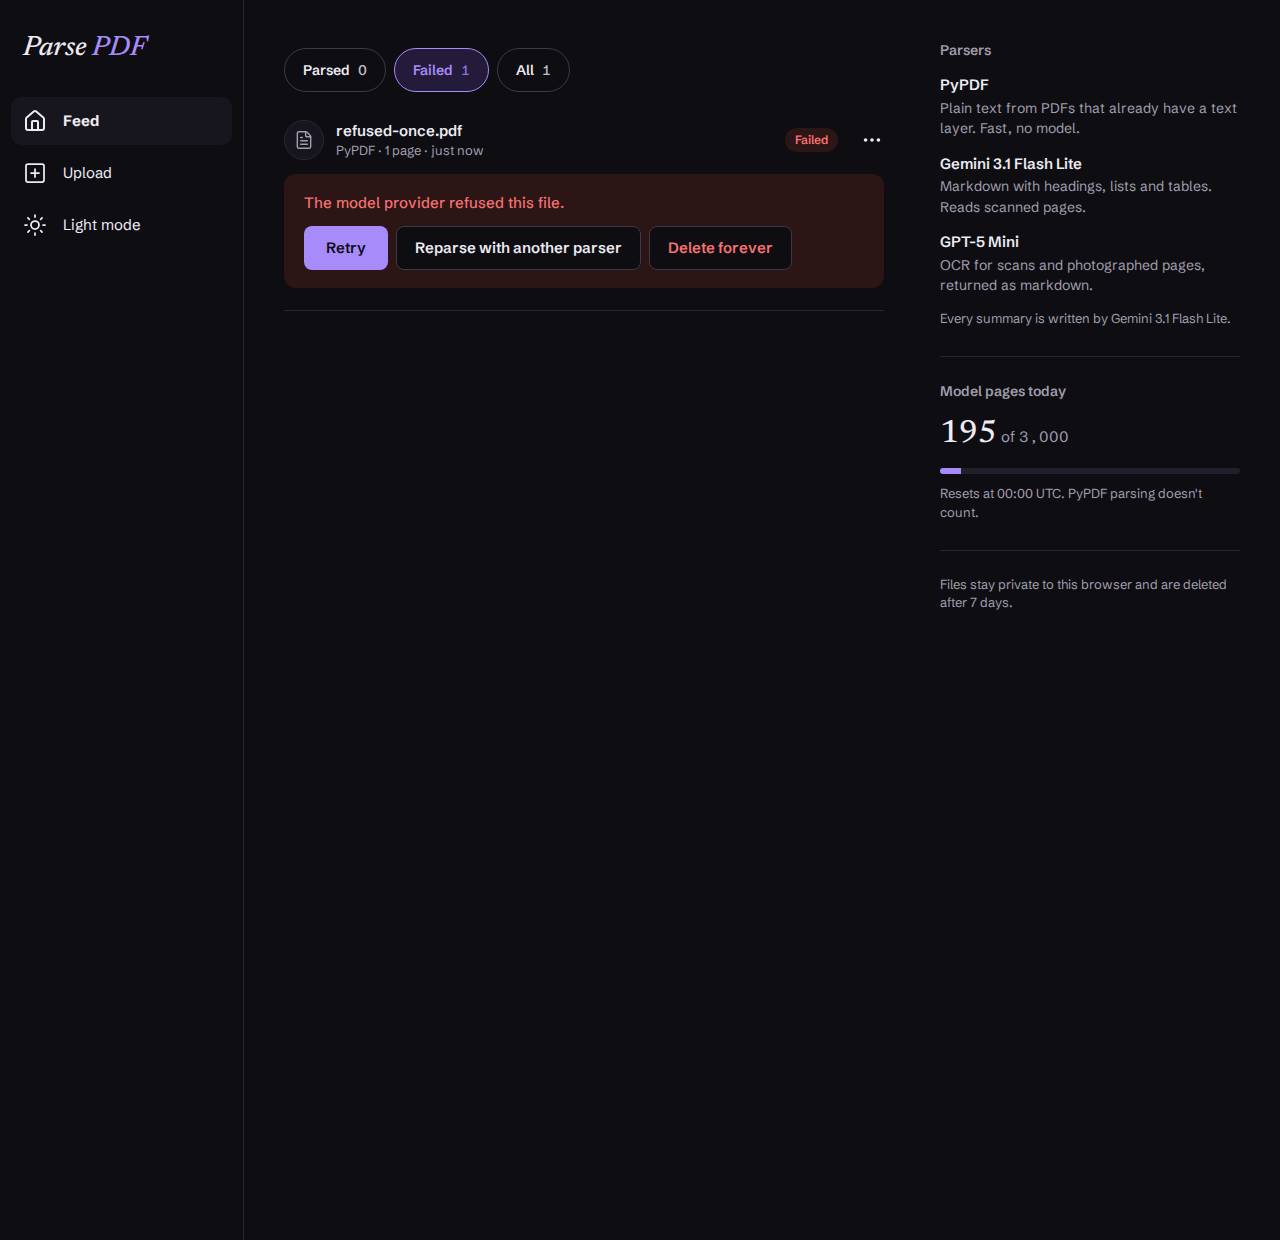 Parse PDF
Feed
Upload
Light mode
Parsed 0
Failed 1
All 1
refused-once.pdf
PyPDF · 1 page · just now
Failed
The model provider refused this file.
Retry
Reparse with another parser
Delete forever
Parsers
PyPDF
Plain text from PDFs that already have a text
layer. Fast, no model.
Gemini 3.1 Flash Lite
Markdown with headings, lists and tables.
Reads scanned pages.
GPT-5 Mini
OCR for scans and photographed pages,
returned as markdown.
Every summary is written by Gemini 3.1 Flash Lite.
Model pages today
195 of 3,000
Resets at 00:00 UTC. PyPDF parsing doesn't
count.
Files stay private to this browser and are deleted
after 7 days.